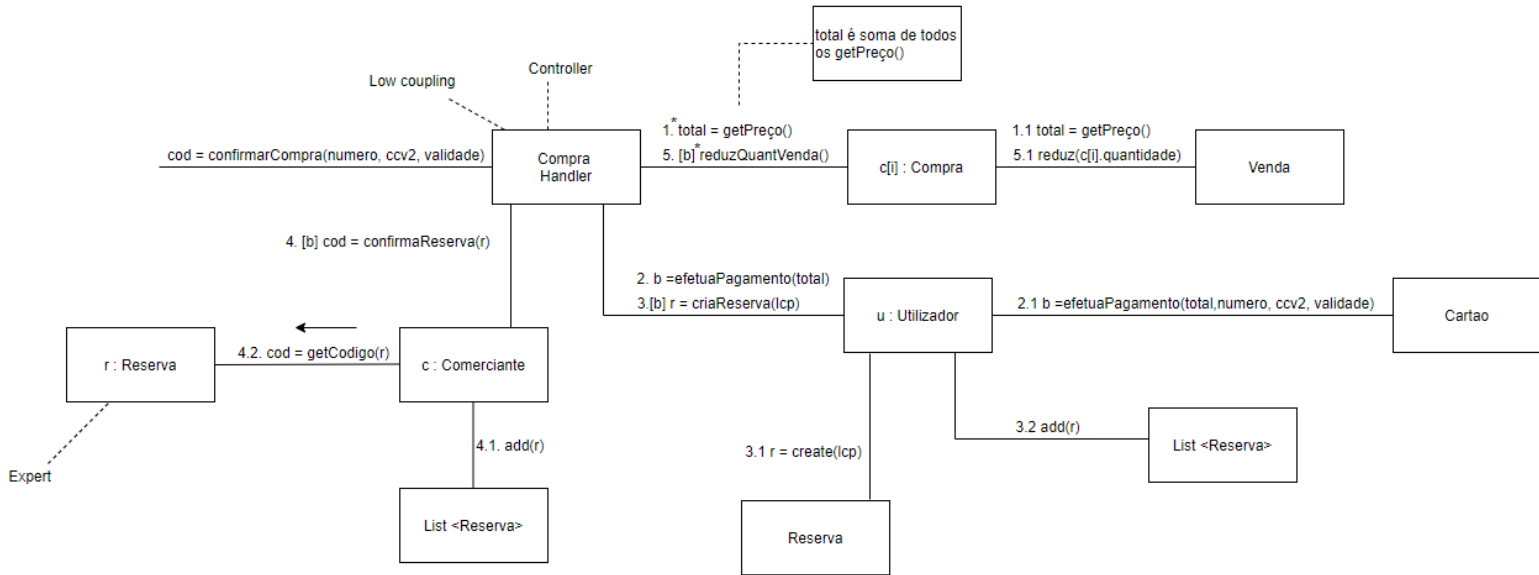 total é soma de todos
os getPreço()
Controller
Low coupling
cod = confirmarCompra(numero, ccv2, validade)
Compra
Handler
1.* total = getPreço()
5. [b]*reduzQuantVenda()
c[i] : Compra
1.1 total = getPreço()
5.1 reduz(c[i].quantidade)
Venda
4. [b] cod = confirmaReserva(r)
2. b =efetuaPagamento(total)
3.[b] r = criaReserva(lcp)
u : Utilizador
2.1 b =efetuaPagamento(total,numero, ccv2, validade)
Cartao
r : Reserva
4.2. cod = getCodigo(r)
c : Comerciante
Expert
4.1. add(r)
List <Reserva>
3.1 r = create(lcp)
Reserva
3.2 add(r)
List <Reserva>